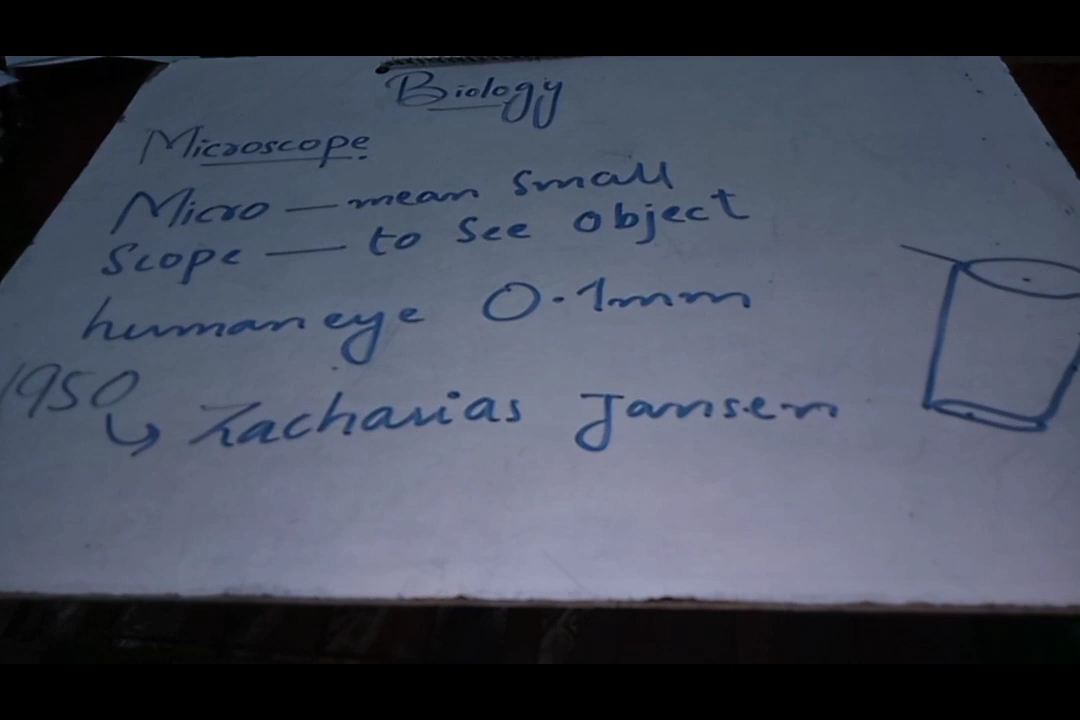 Biology
Microscope.
Micro — mean small
Scope — to see object
human eye 0.1mm
1950
↳ Zacharias Jansen